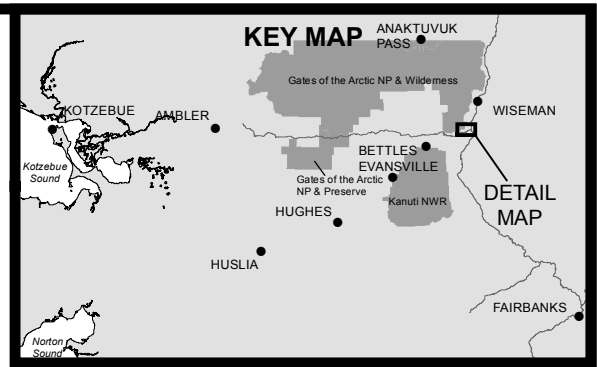 KEY MAP
ANAKTUVUK
PASS
Gates of the Arctic NP & Wilderness
KOTZEBUE
AMBLER
WISEMAN
Kotzebue
Sound
BETTLES
EVANSVILLE
Gates of the Arctic
NP & Preserve
Kanuti NWR
DETAIL
MAP
HUGHES
HUSLIA
FAIRBANKS
Norton
Sound